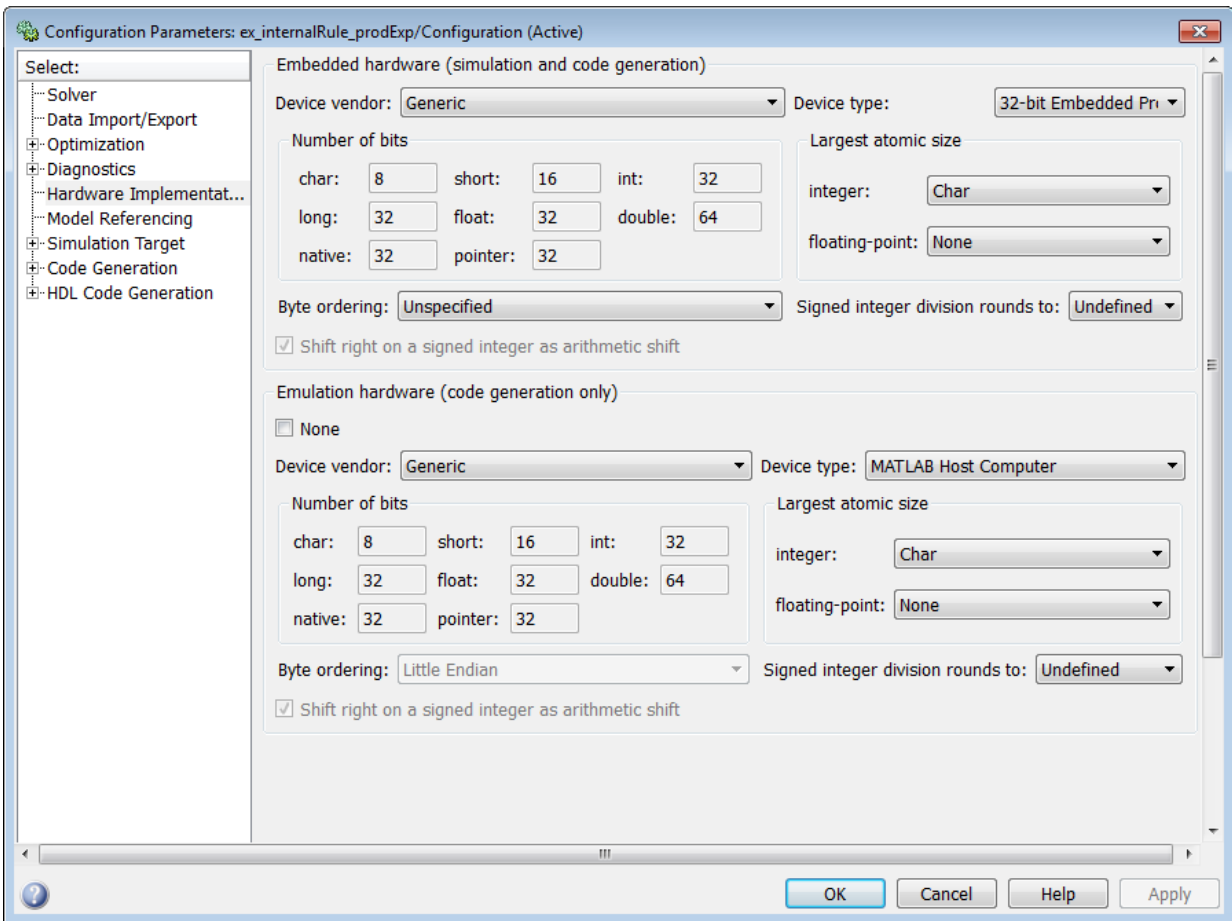 Configuration Parameters: ex_internalRule_prodExp/Configuration (Active)
Select:
Solver
Data Import/Export
Optimization
Diagnostics
Hardware Implementat...
Model Referencing
Simulation Target
Code Generation
HDL Code Generation
Embedded hardware (simulation and code generation)
Device vendor: Generic Device type: 32-bit Embedded Pro
Number of bits Largest atomic size
char: 8 short: 16 int: 32
integer: Char
long: 32 float: 32 double: 64
floating-point: None
native: 32 pointer: 32
Byte ordering: Unspecified Signed integer division rounds to: Undefined
Shift right on a signed integer as arithmetic shift
Emulation hardware (code generation only)
None
Device vendor: Generic Device type: MATLAB Host Computer
Number of bits Largest atomic size
char: 8 short: 16 int: 32
integer: Char
long: 32 float: 32 double: 64
floating-point: None
native: 32 pointer: 32
Byte ordering: Little Endian Signed integer division rounds to: Undefined
Shift right on a signed integer as arithmetic shift
OK Cancel Help Apply